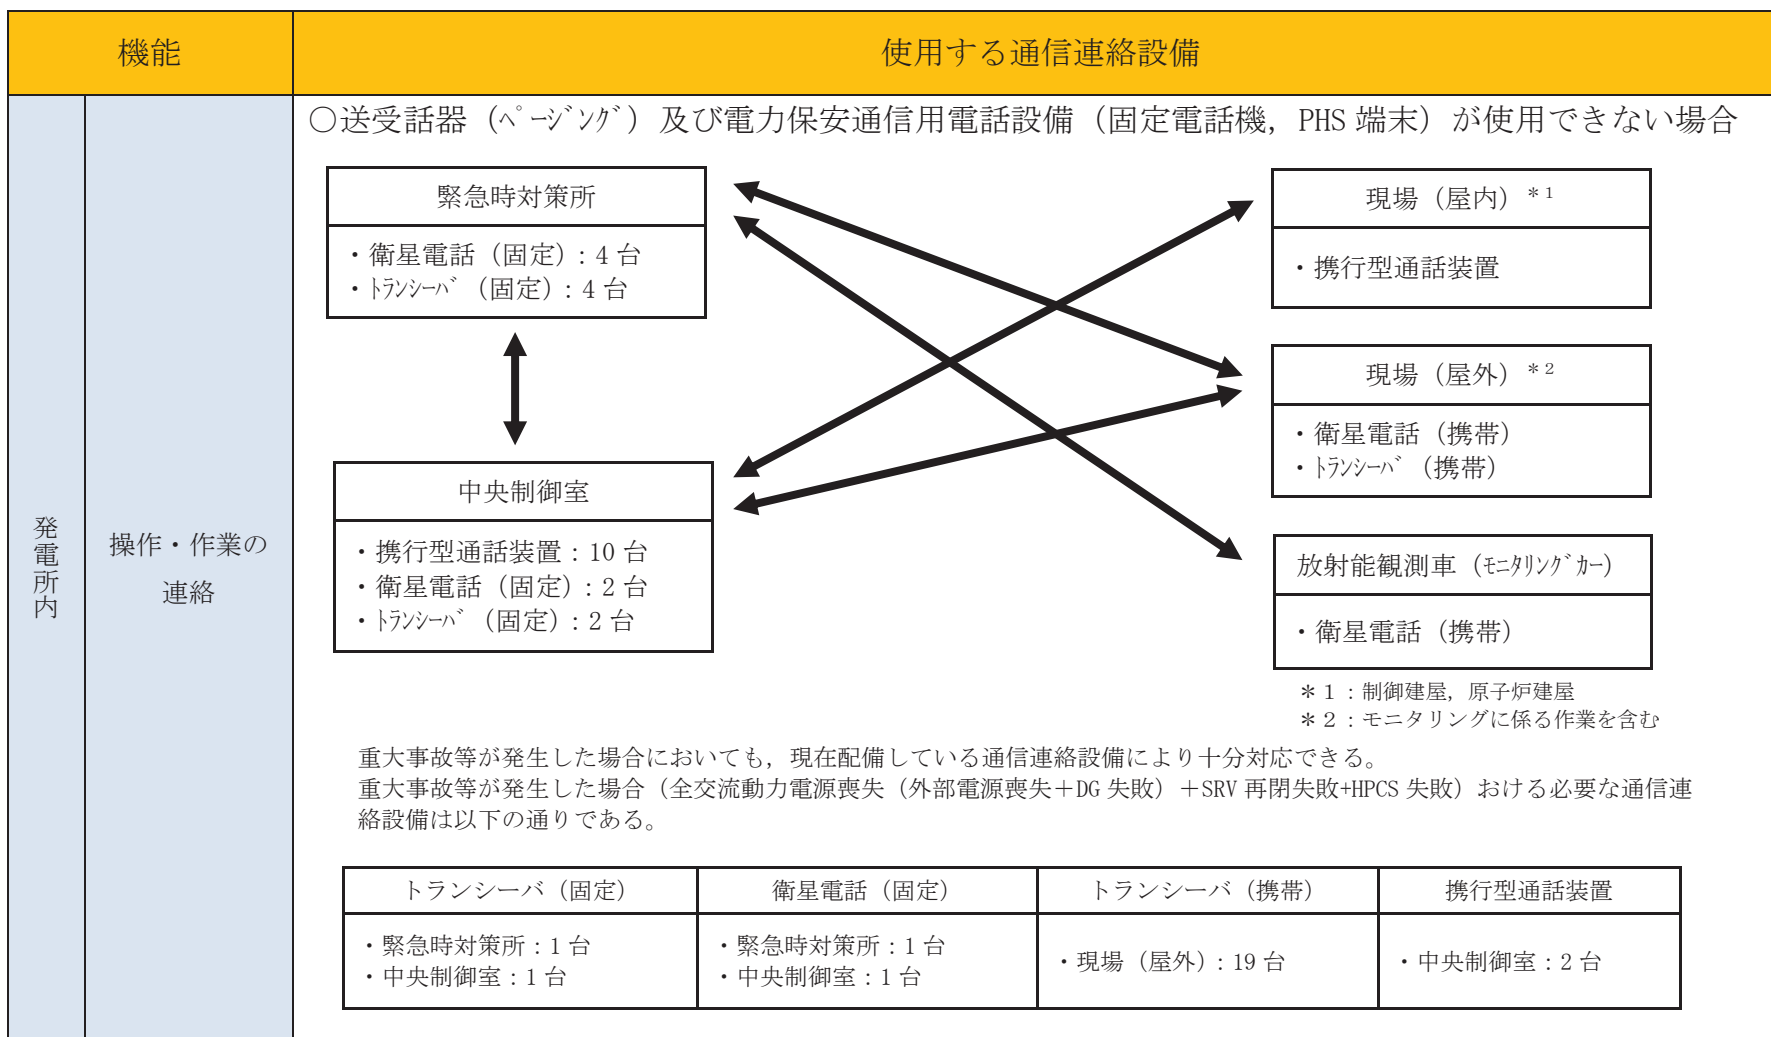 機能
使用する通信連絡設備
発電所内
操作・作業の
連絡
○送受話器（ﾍﾟｰｼﾞﾝｸﾞ）及び電力保安通信用電話設備（固定電話機，PHS 端末）が使用できない場合
緊急時対策所
・衛星電話（固定）：4 台
・ﾄﾗﾝｼｰﾊﾞ（固定）：4 台
中央制御室
・携行型通話装置：10 台
・衛星電話（固定）：2 台
・ﾄﾗﾝｼｰﾊﾞ（固定）：2 台
現場（屋内）＊１
・携行型通話装置
現場（屋外）＊２
・衛星電話（携帯）
・ﾄﾗﾝｼｰﾊﾞ（携帯）
放射能観測車（ﾓﾆﾀﾘﾝｸﾞｶｰ）
・衛星電話（携帯）
＊１：制御建屋，原子炉建屋
＊２：モニタリングに係る作業を含む
重大事故等が発生した場合においても，現在配備している通信連絡設備により十分対応できる。
重大事故等が発生した場合（全交流動力電源喪失（外部電源喪失＋DG 失敗）＋SRV 再閉失敗+HPCS 失敗）おける必要な通信連
絡設備は以下の通りである。
トランシーバ（固定）
衛星電話（固定）
トランシーバ（携帯）
携行型通話装置
・緊急時対策所：1 台
・中央制御室：1 台
・緊急時対策所：1 台
・中央制御室：1 台
・現場（屋外）：19 台
・中央制御室：2 台